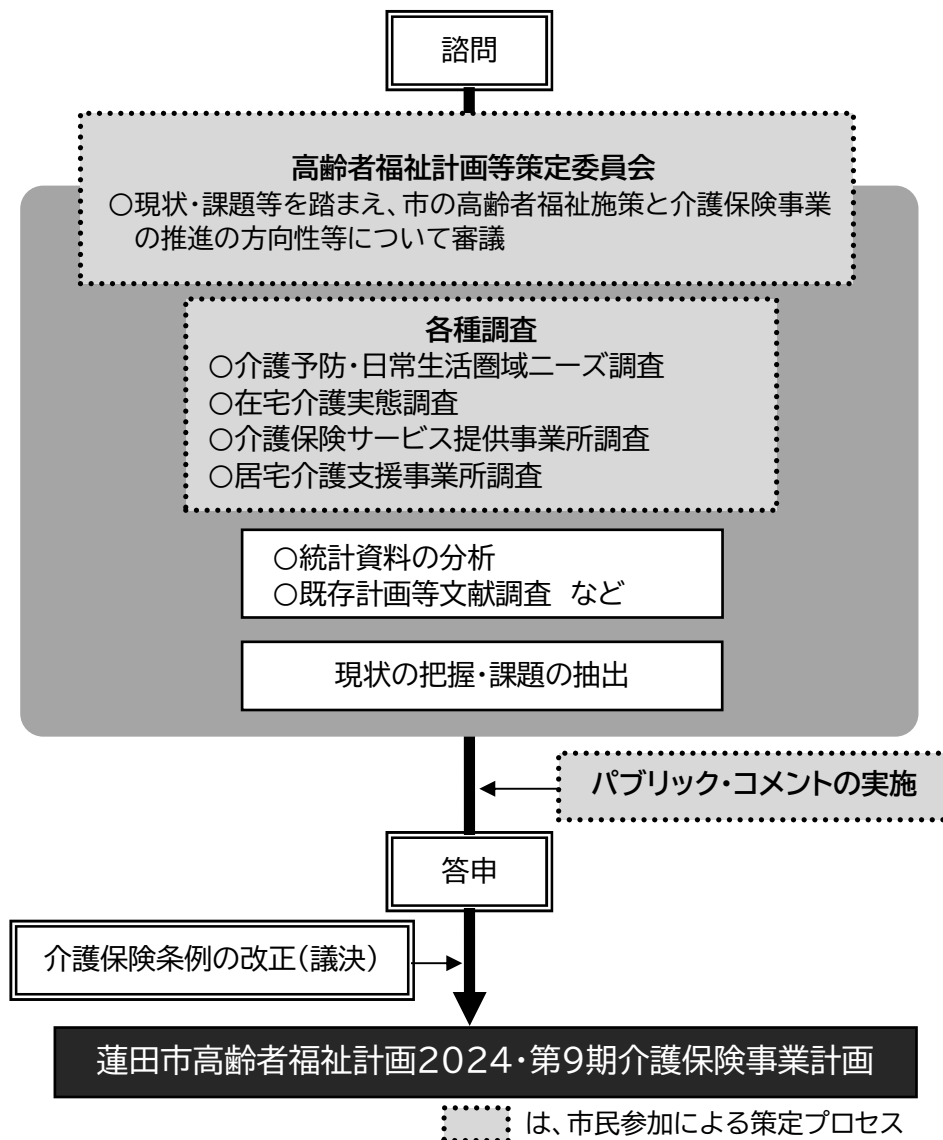 諮問
高齢者福祉計画等策定委員会
○現状・課題等を踏まえ、市の高齢者福祉施策と介護保険事業
の推進の方向性等について審議
各種調査
○介護予防・日常生活圏域ニーズ調査
○在宅介護実態調査
○介護保険サービス提供事業所調査
○居宅介護支援事業所調査
○統計資料の分析
○既存計画等文献調査　など
現状の把握・課題の抽出
パブリック・コメントの実施
答申
介護保険条例の改正（議決）
蓮田市高齢者福祉計画2024・第9期介護保険事業計画
は、市民参加による策定プロセス